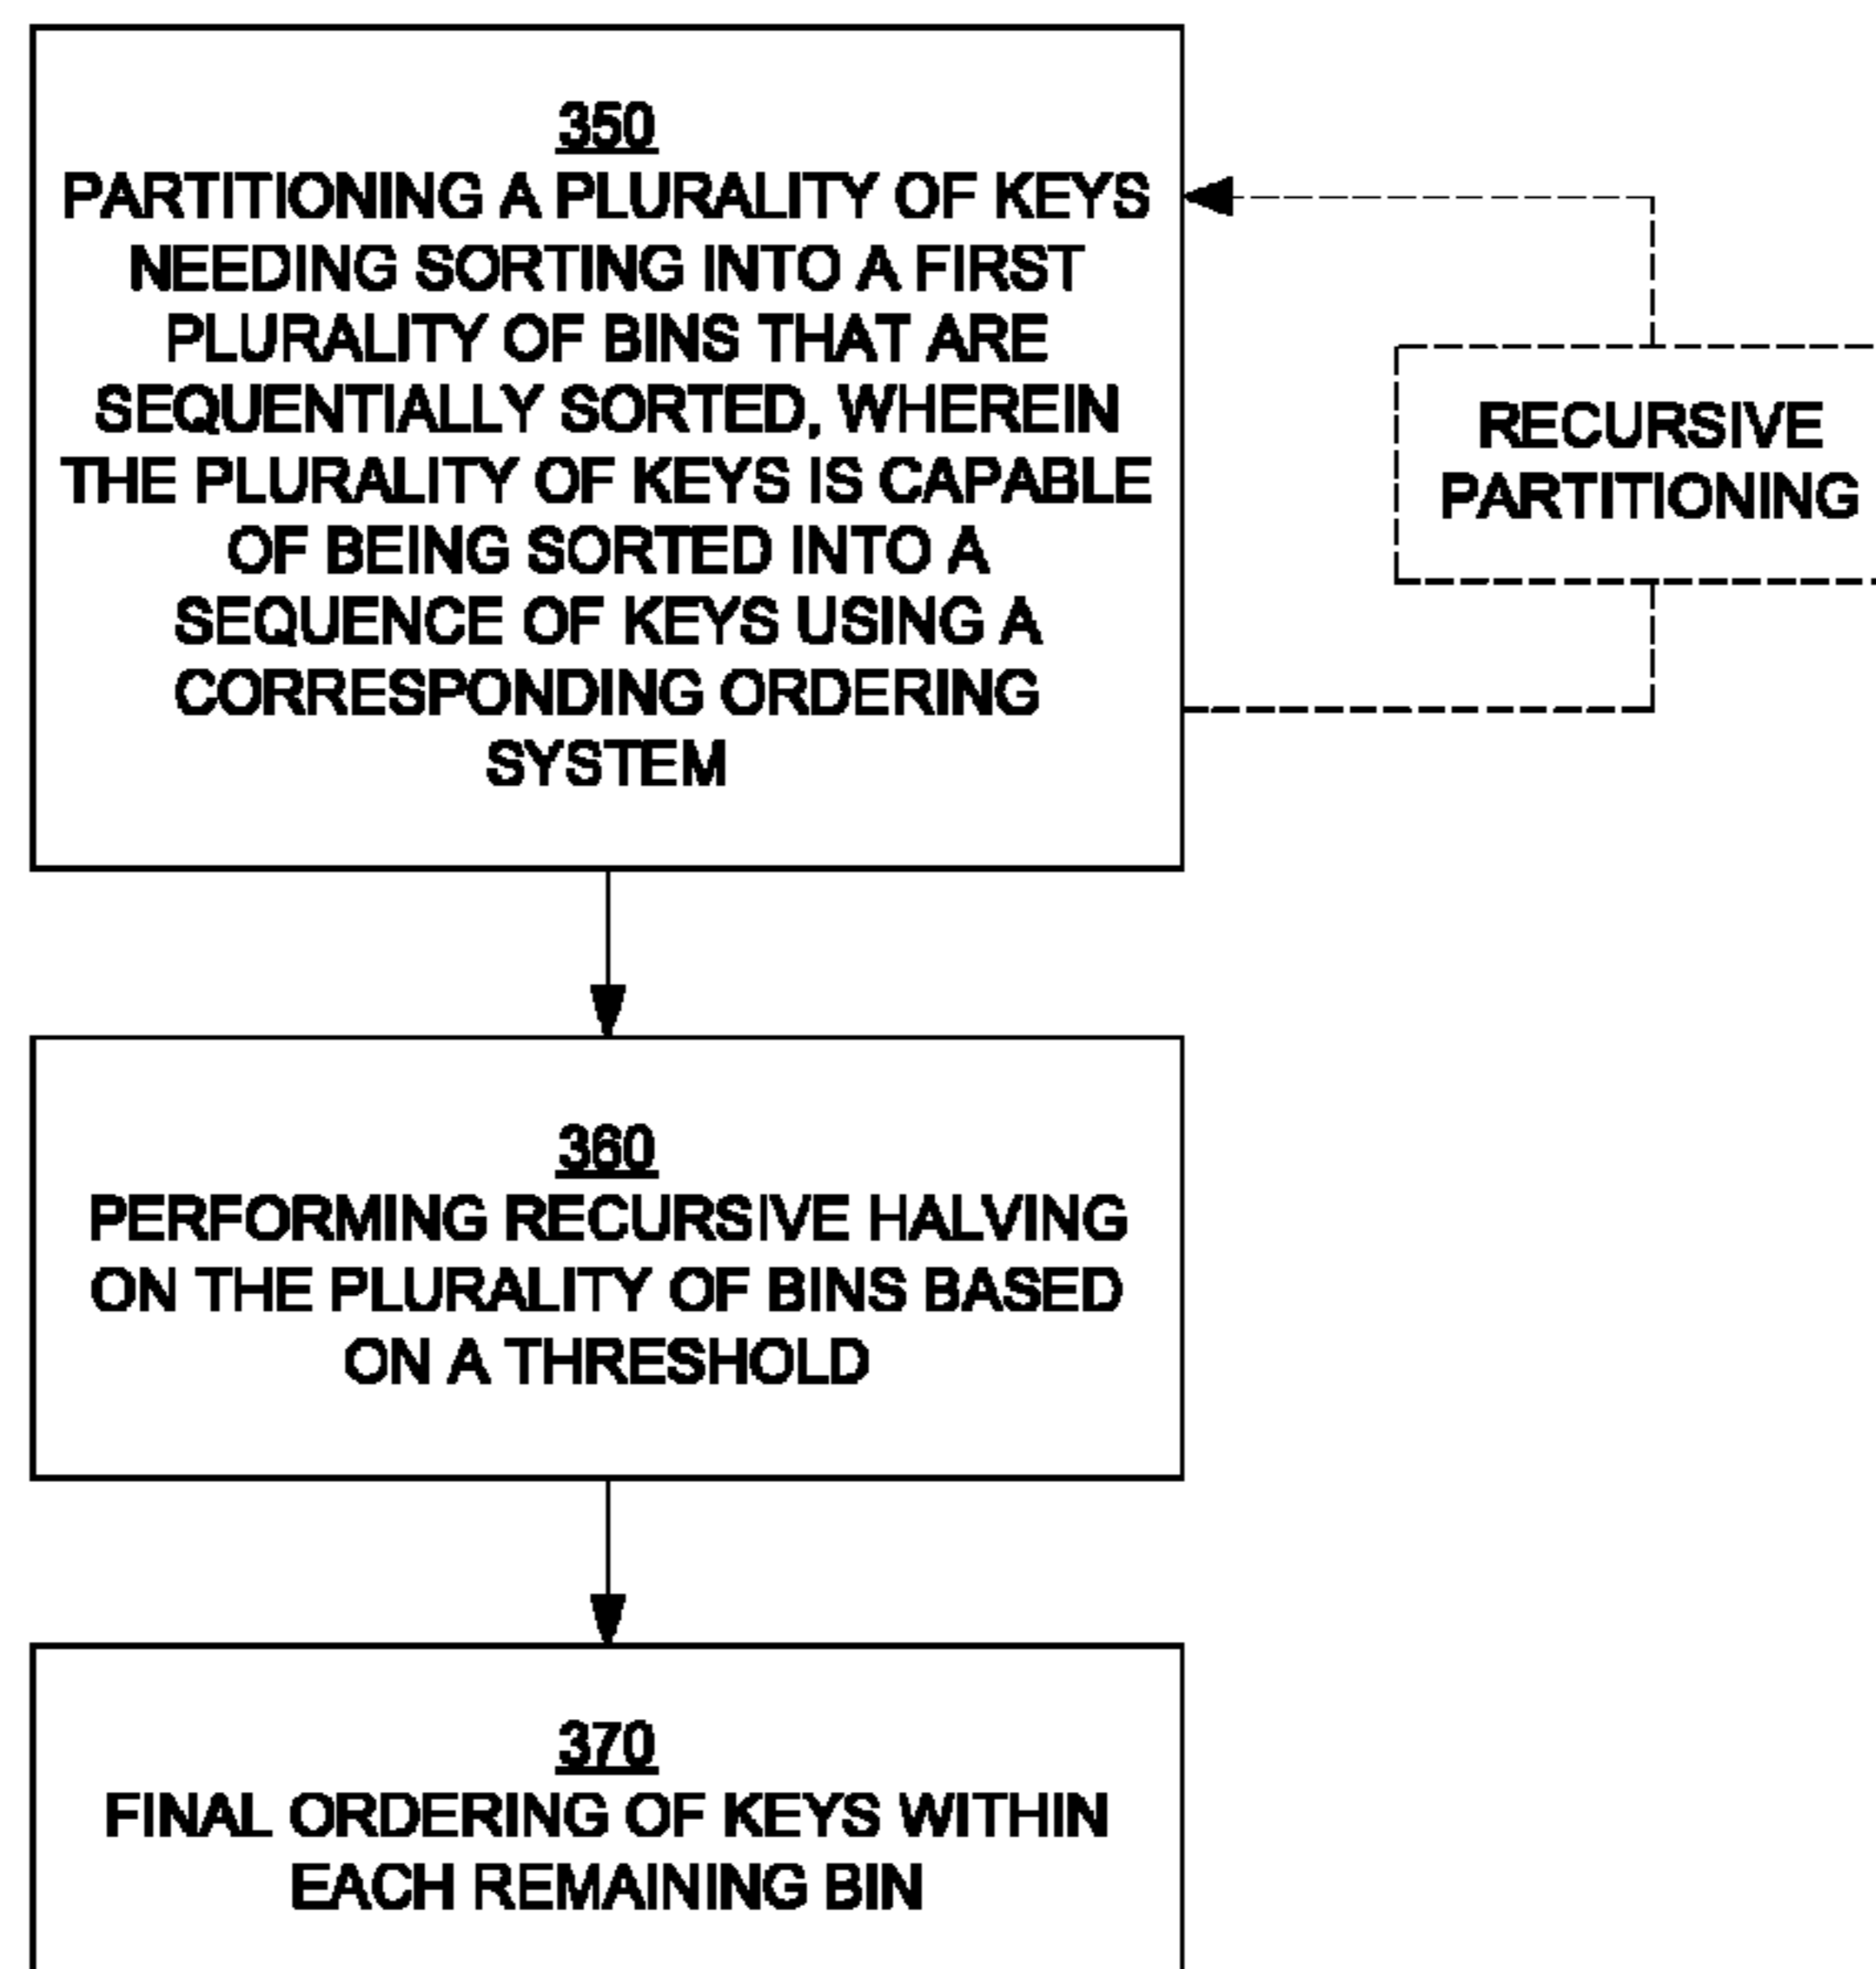 350
PARTITIONING A PLURALITY OF KEYS
NEEDING SORTING INTO A FIRST
PLURALITY OF BINS THAT ARE
SEQUENTIALLY SORTED, WHEREIN
THE PLURALITY OF KEYS IS CAPABLE
OF BEING SORTED INTO A
SEQUENCE OF KEYS USING A
CORRESPONDING ORDERING
SYSTEM
RECURSIVE
PARTITIONING
360
PERFORMING RECURSIVE HALVING
ON THE PLURALITY OF BINS BASED
ON A THRESHOLD
370
FINAL ORDERING OF KEYS WITHIN
EACH REMAINING BIN